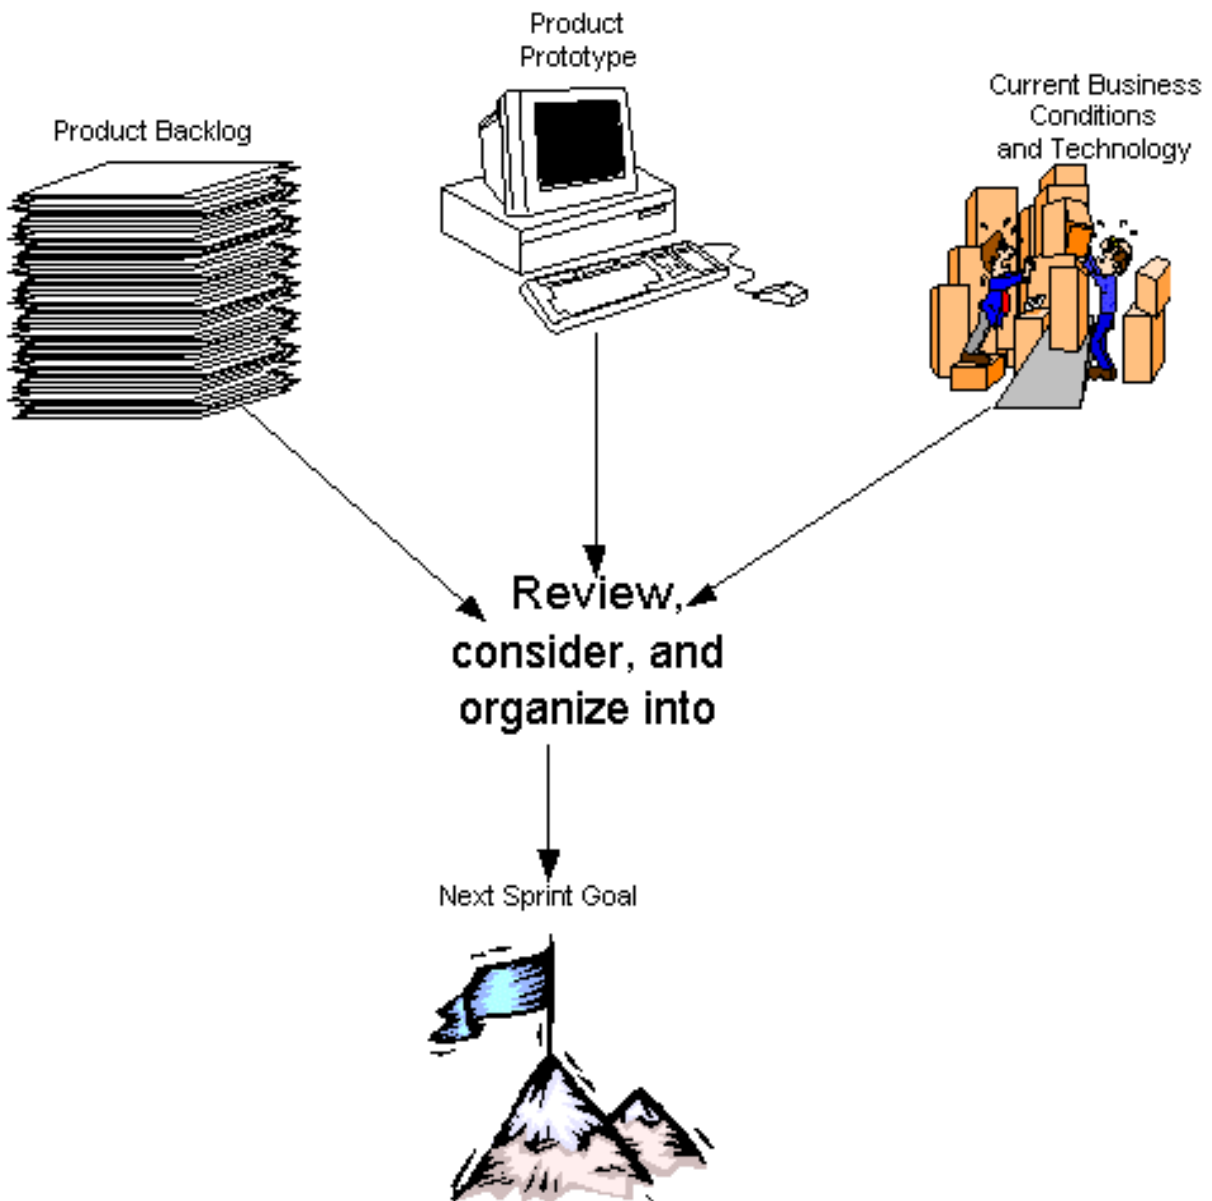 Product
Prototype
Current Business
Conditions
and Technology
Product Backlog
Review,
consider, and
organize into
Next Sprint Goal